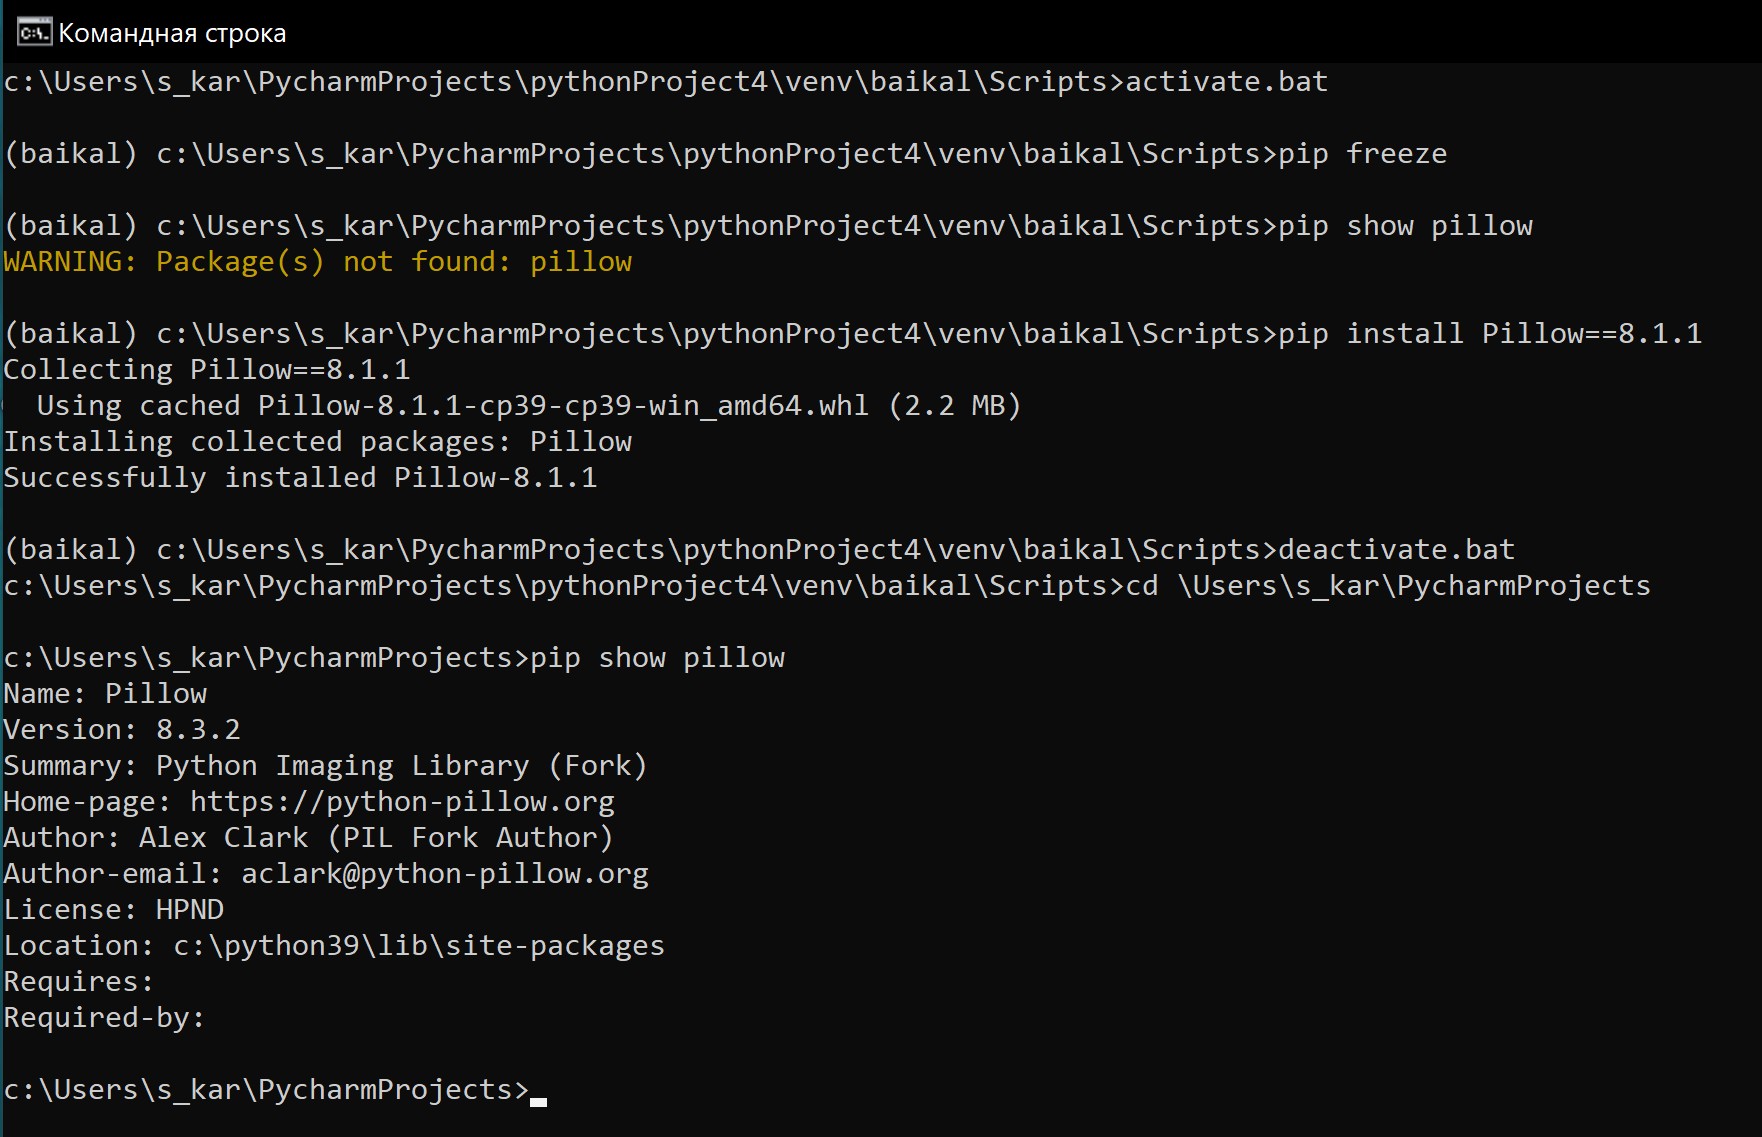 Командная строка
c:\Users\s_kar\PycharmProjects\pythonProject4\venv\baikal\Scripts>activate.bat
(baikal) c:\Users\s_kar\PycharmProjects\pythonProject4\venv\baikal\Scripts>pip freeze
(baikal) c:\Users\s_kar\PycharmProjects\pythonProject4\venv\baikal\Scripts>pip show pillow
WARNING: Package(s) not found: pillow
(baikal) c:\Users\s_kar\PycharmProjects\pythonProject4\venv\baikal\Scripts>pip install Pillow==8.1.1
Collecting Pillow==8.1.1
  Using cached Pillow-8.1.1-cp39-cp39-win_amd64.whl (2.2 MB)
Installing collected packages: Pillow
Successfully installed Pillow-8.1.1
(baikal) c:\Users\s_kar\PycharmProjects\pythonProject4\venv\baikal\Scripts>deactivate.bat
c:\Users\s_kar\PycharmProjects\pythonProject4\venv\baikal\Scripts>cd \Users\s_kar\PycharmProjects
c:\Users\s_kar\PycharmProjects>pip show pillow
Name: Pillow
Version: 8.3.2
Summary: Python Imaging Library (Fork)
Home-page: https://python-pillow.org
Author: Alex Clark (PIL Fork Author)
Author-email: aclark@python-pillow.org
License: HPND
Location: c:\python39\lib\site-packages
Requires:
Required-by:
c:\Users\s_kar\PycharmProjects>